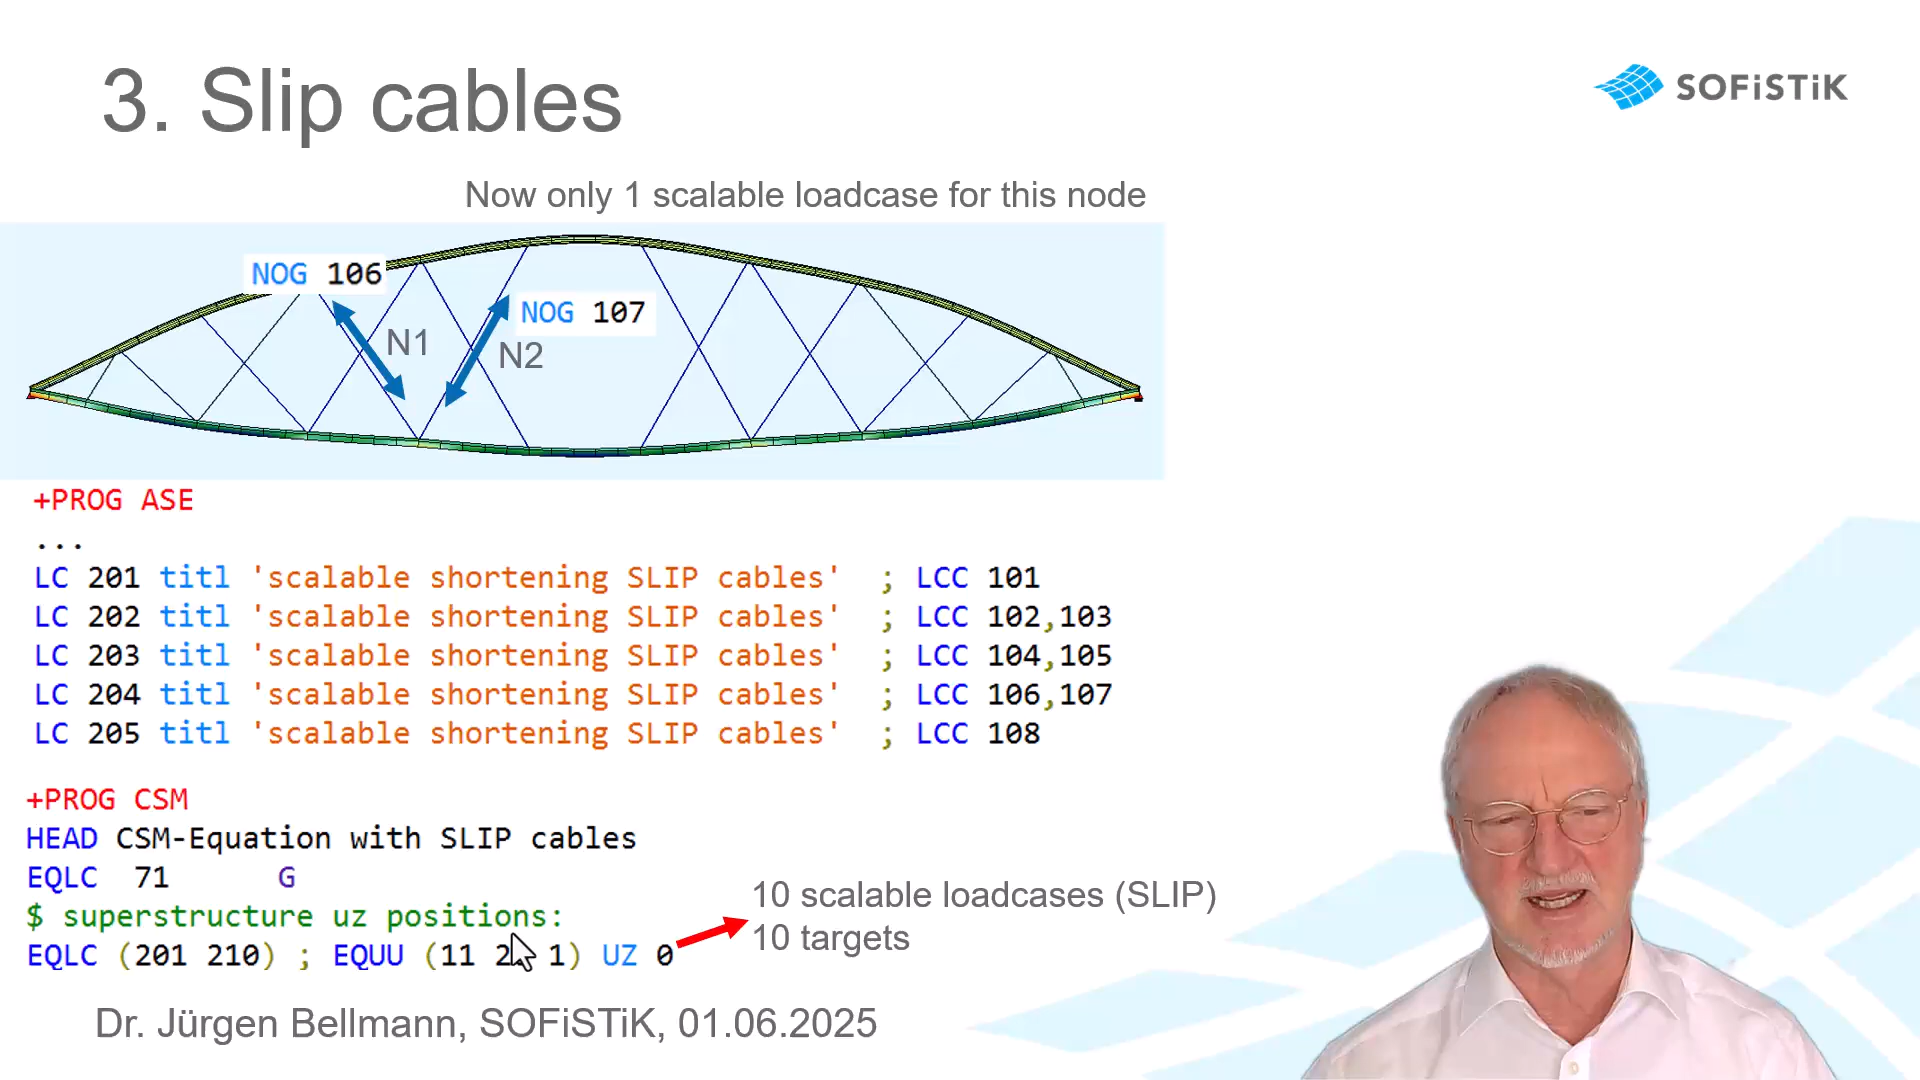 3. Slip cables
SOFiSTiK
Now only 1 scalable loadcase for this node
NOG 106
NOG 107
N1
N2
+PROG ASE
...
LC 201 titl 'scalable shortening SLIP cables' ; LCC 101
LC 202 titl 'scalable shortening SLIP cables' ; LCC 102,103
LC 203 titl 'scalable shortening SLIP cables' ; LCC 104,105
LC 204 titl 'scalable shortening SLIP cables' ; LCC 106,107
LC 205 titl 'scalable shortening SLIP cables' ; LCC 108
+PROG CSM
HEAD CSM-Equation with SLIP cables
EQLC 71 G
$ superstructure uz positions:
EQLC (201 210) ; EQUU (11 1) UZ 0
10 scalable loadcases (SLIP)
10 targets
Dr. Jürgen Bellmann, SOFiSTiK, 01.06.2025